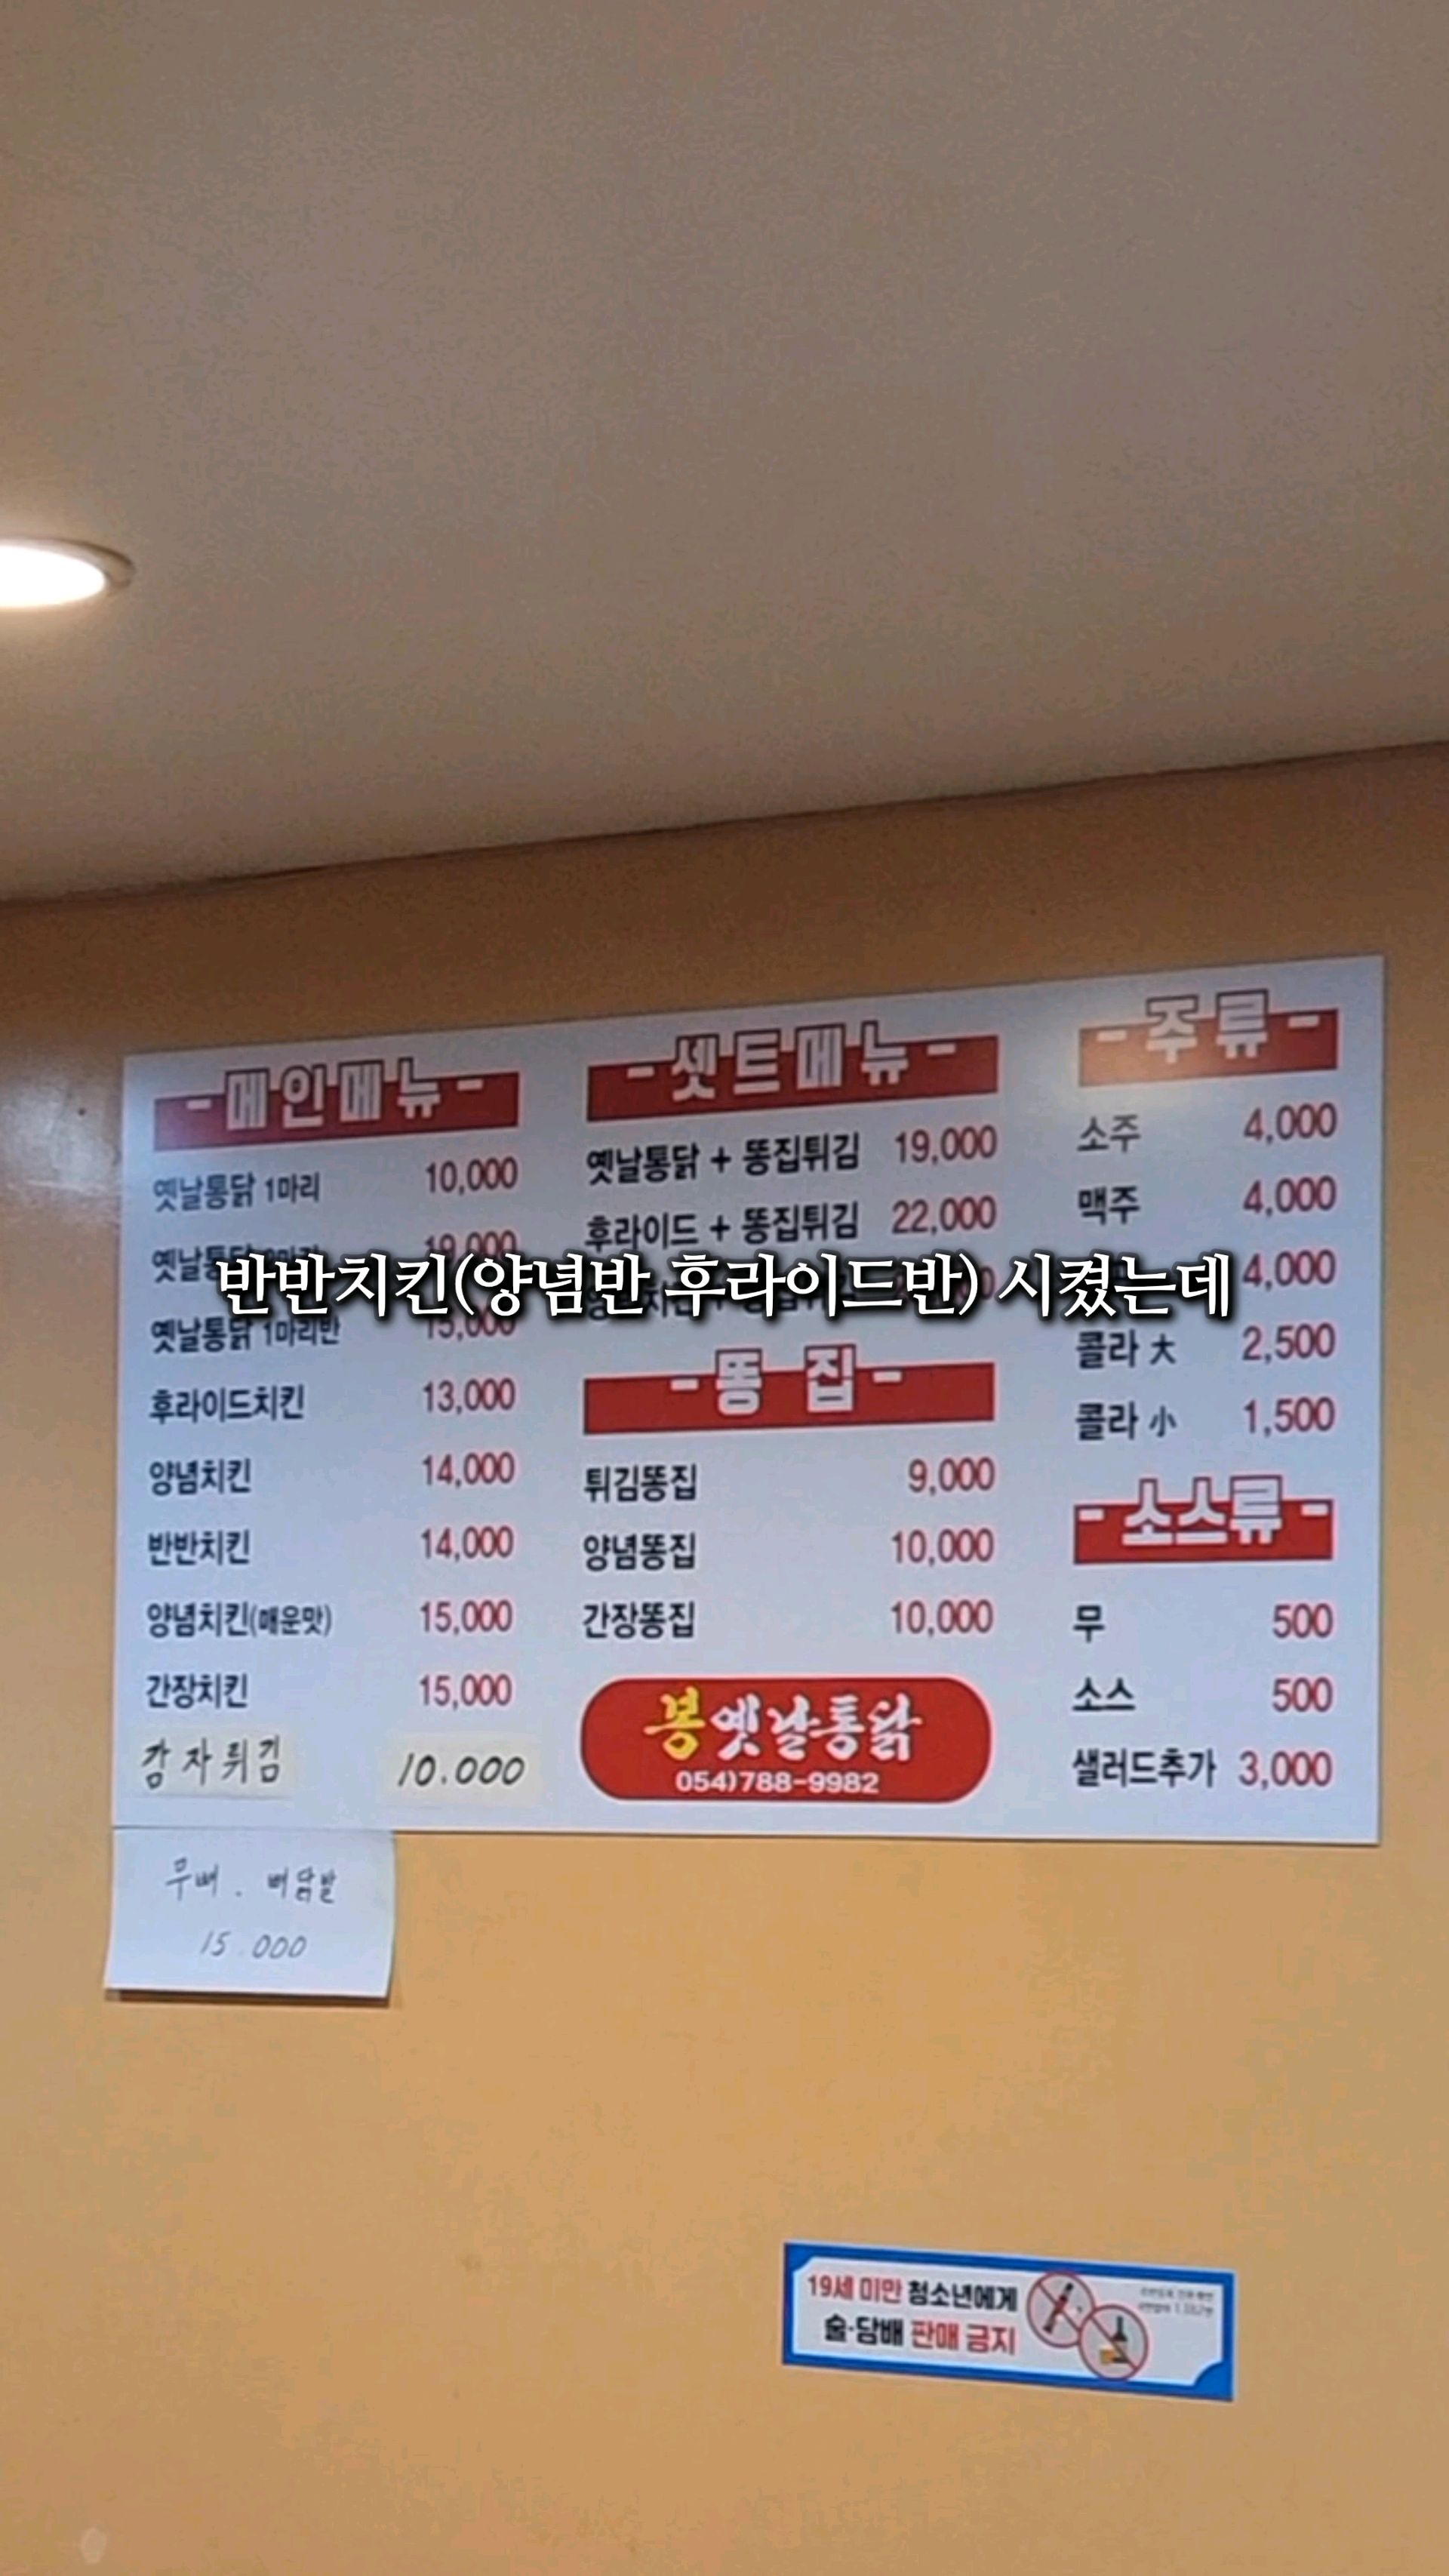 -메인메뉴-
옛날통닭 1마리 10,000
19,000
옛날통닭 1마리반 15,000
후라이드치킨 13,000
양념치킨 14,000
반반치킨 14,000
양념치킨(매운맛) 15,000
간장치킨 15,000
감자튀김 10.000
무뼈. 뼈닭발
15.000
-셋트메뉴-
옛날통닭 + 똥집튀김 19,000
후라이드 + 똥집튀김 22,000
반반치킨(양념반 후라이드반) 시켰는데
-똥 집-
튀김똥집 9,000
양념똥집 10,000
간장똥집 10,000
봉옛날통닭
054)788-9982
-주류-
소주 4,000
맥주 4,000
4,000
콜라 大 2,500
콜라 小 1,500
-소스류-
무 500
소스 500
샐러드추가 3,000
19세 미만 청소년에게
술·담배 판매 금지